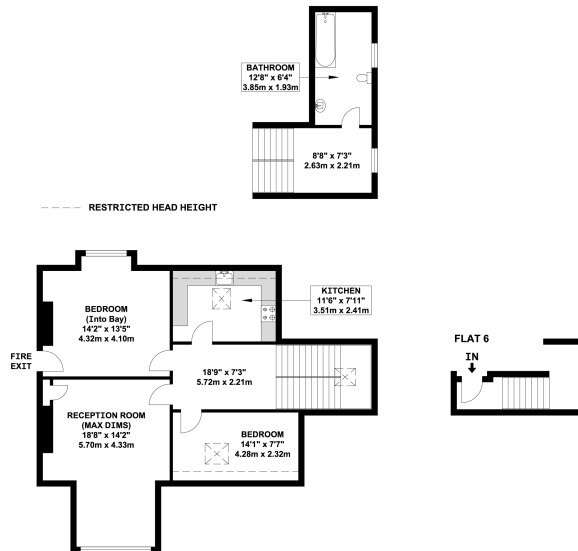 BATHROOM
12'8" x 6'4"
3.85m x 1.93m
8'8" x 7'3"
2.63m x 2.21m
RESTRICTED HEAD HEIGHT
BEDROOM
(Into Bay)
14'2" x 13'5"
4.32m x 4.10m
KITCHEN
11'6" x 7'11"
3.51m x 2.41m
FLAT 6
IN
FIRE
EXIT
18'9" x 7'3"
5.72m x 2.21m
RECEPTION ROOM
(MAX DIMS)
18'8" x 14'2"
5.70m x 4.33m
BEDROOM
14'1" x 7'7"
4.28m x 2.32m